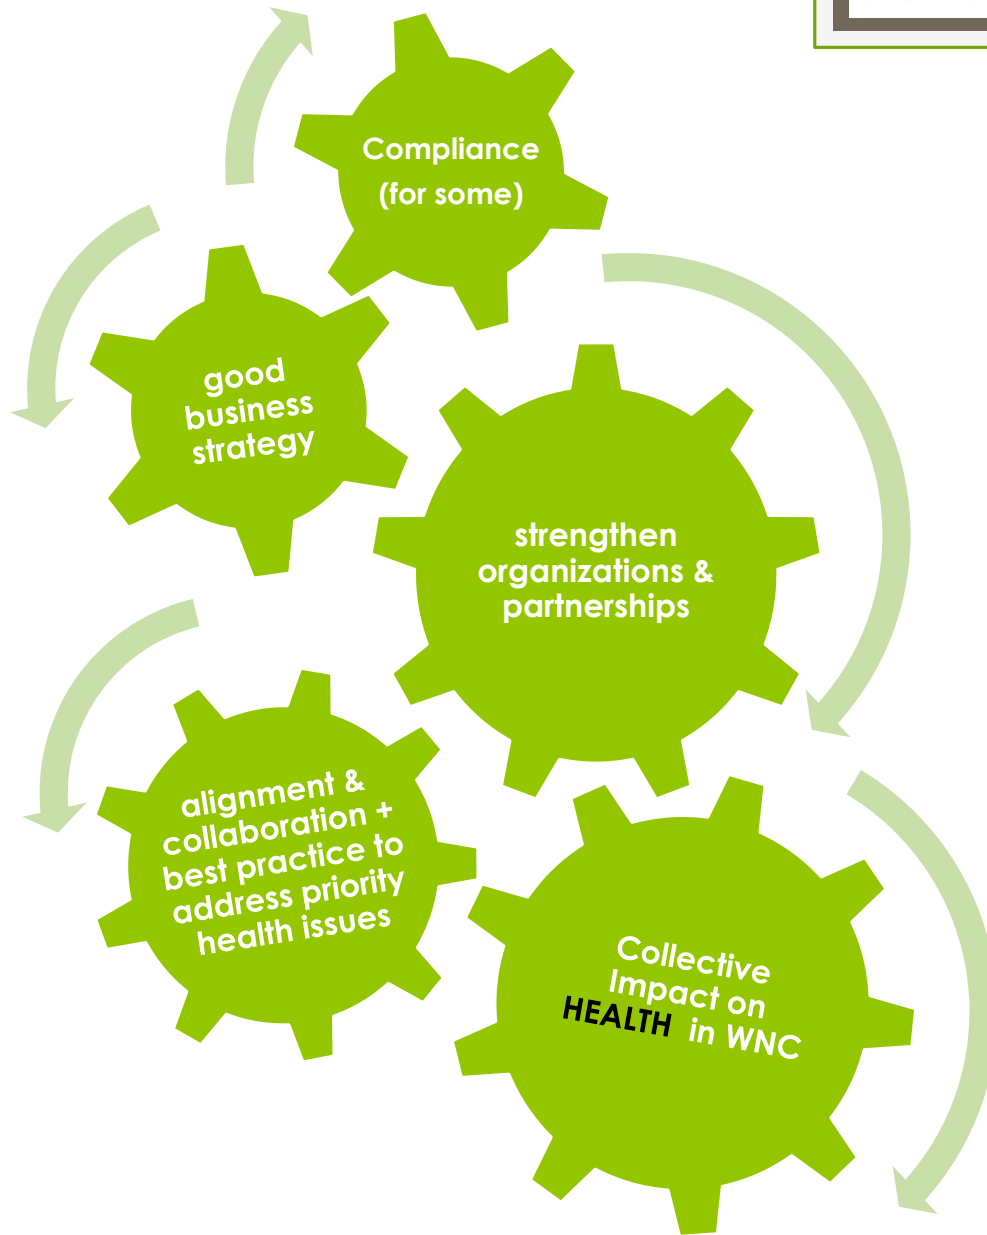 Compliance
(for some)
good
business
strategy
strengthen
organizations &
partnerships
alignment &
collaboration +
best practice to
address priority
health issues
Collective
Impact on
HEALTH in WNC